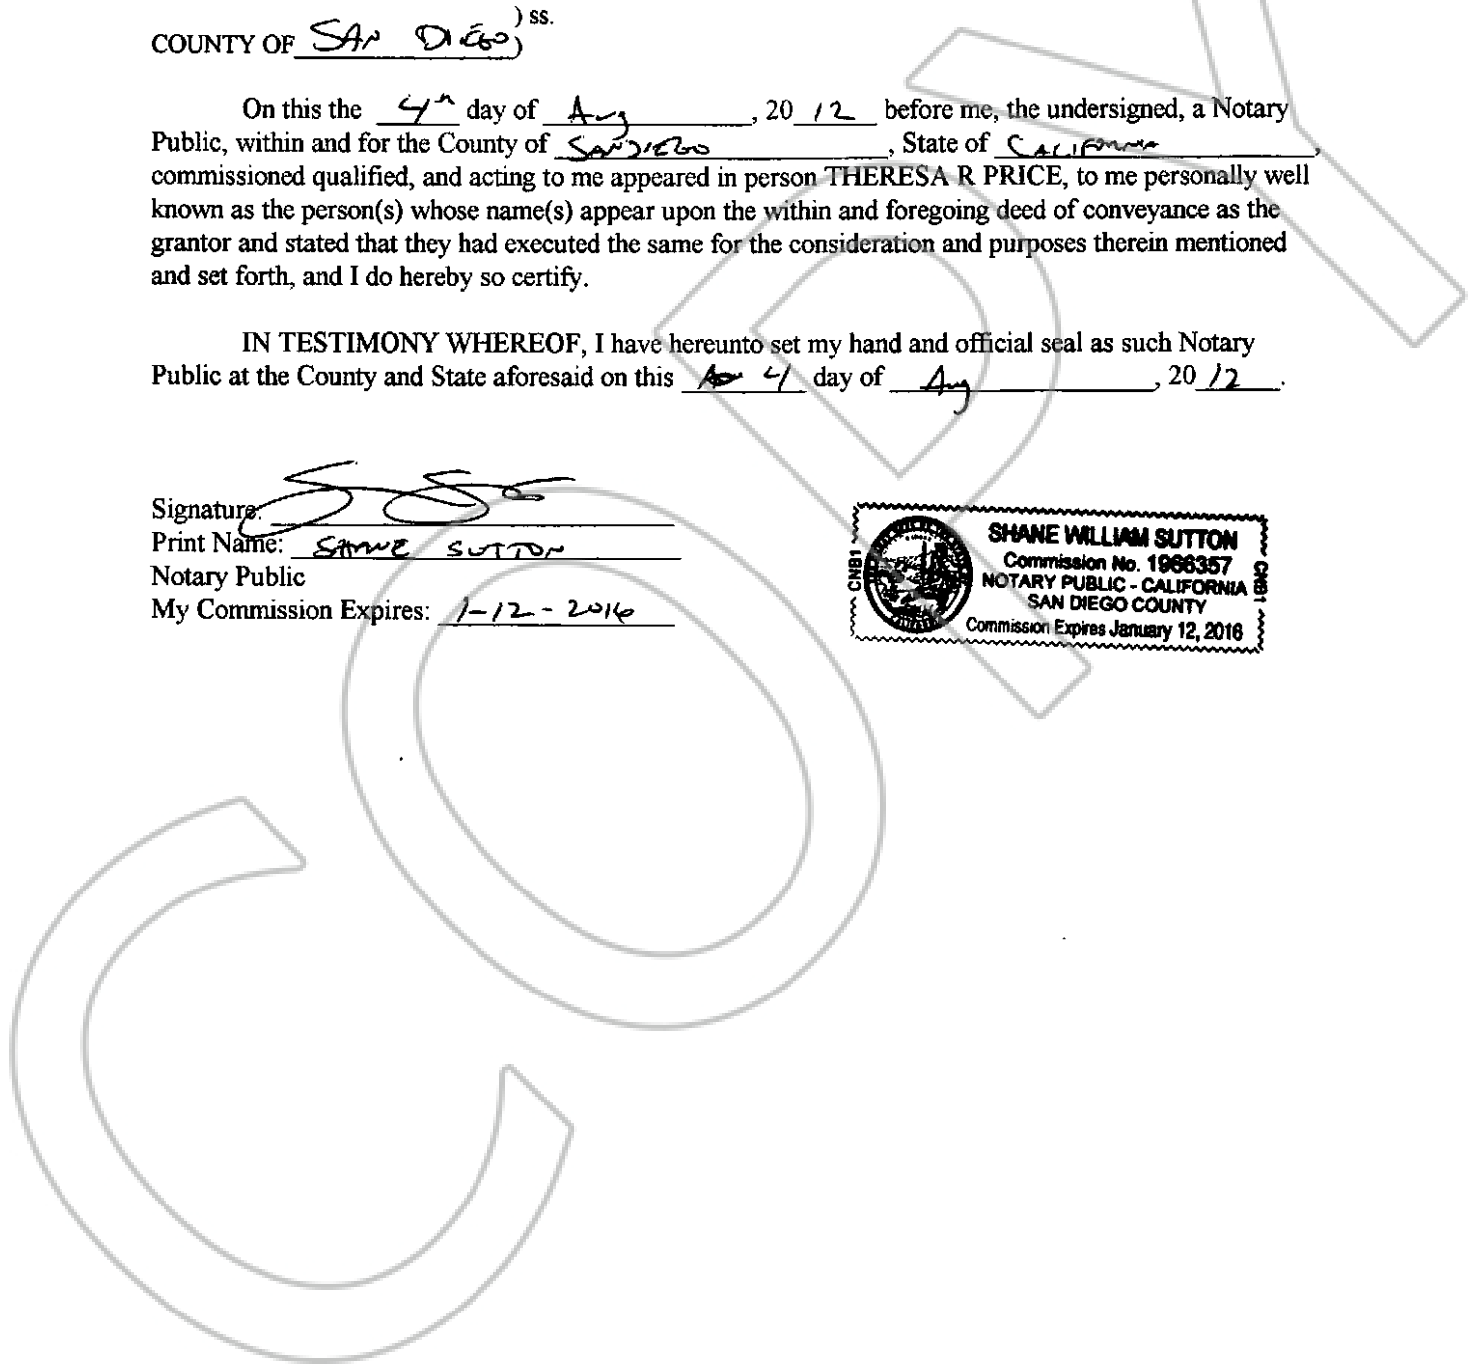 ) ss.
COUNTY OF SAN DIEGO)
On this the 4th day of Aug, 20 12 before me, the undersigned, a Notary
Public, within and for the County of SAN DIEGO, State of CALIFORNIA,
commissioned qualified, and acting to me appeared in person THERESA R PRICE, to me personally well
known as the person(s) whose name(s) appear upon the within and foregoing deed of conveyance as the
grantor and stated that they had executed the same for the consideration and purposes therein mentioned
and set forth, and I do hereby so certify.
IN TESTIMONY WHEREOF, I have hereunto set my hand and official seal as such Notary
Public at the County and State aforesaid on this 4 day of Aug, 20 12.
Signature:
Print Name: SHANE SUTTON
Notary Public
My Commission Expires: 1-12-2016
CNB1
SHANE WILLIAM SUTTON
Commission No. 1966357
NOTARY PUBLIC - CALIFORNIA
SAN DIEGO COUNTY
Commission Expires January 12, 2016
CNB1
COPY